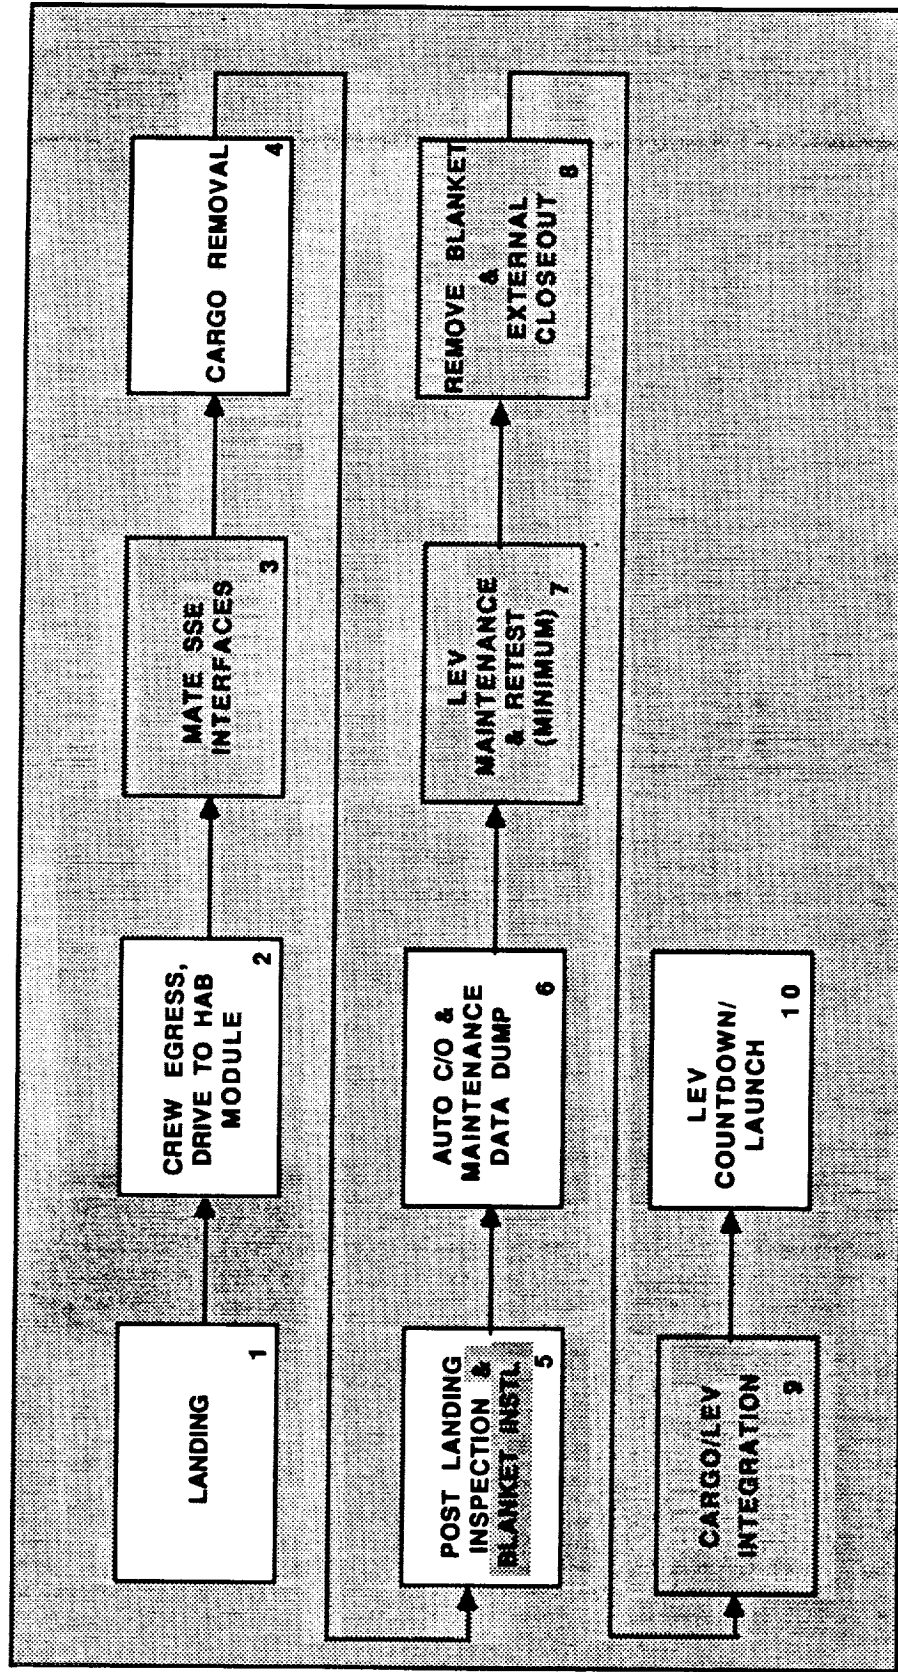 LANDING
1
CREW EGRESS,
DRIVE TO HAB
MODULE
2
MATE SSE
INTERFACES
3
CARGO REMOVAL
4
POST LANDING
INSPECTION &
BLANKET INSTL
5
AUTO C/O &
MAINTENANCE
DATA DUMP
6
LEV
MAINTENANCE
& RETEST
(MINIMUM)
7
REMOVE BLANKET
&
EXTERNAL
CLOSEOUT
8
CARGO/LEV
INTEGRATION
9
LEV
COUNTDOWN/
LAUNCH
10